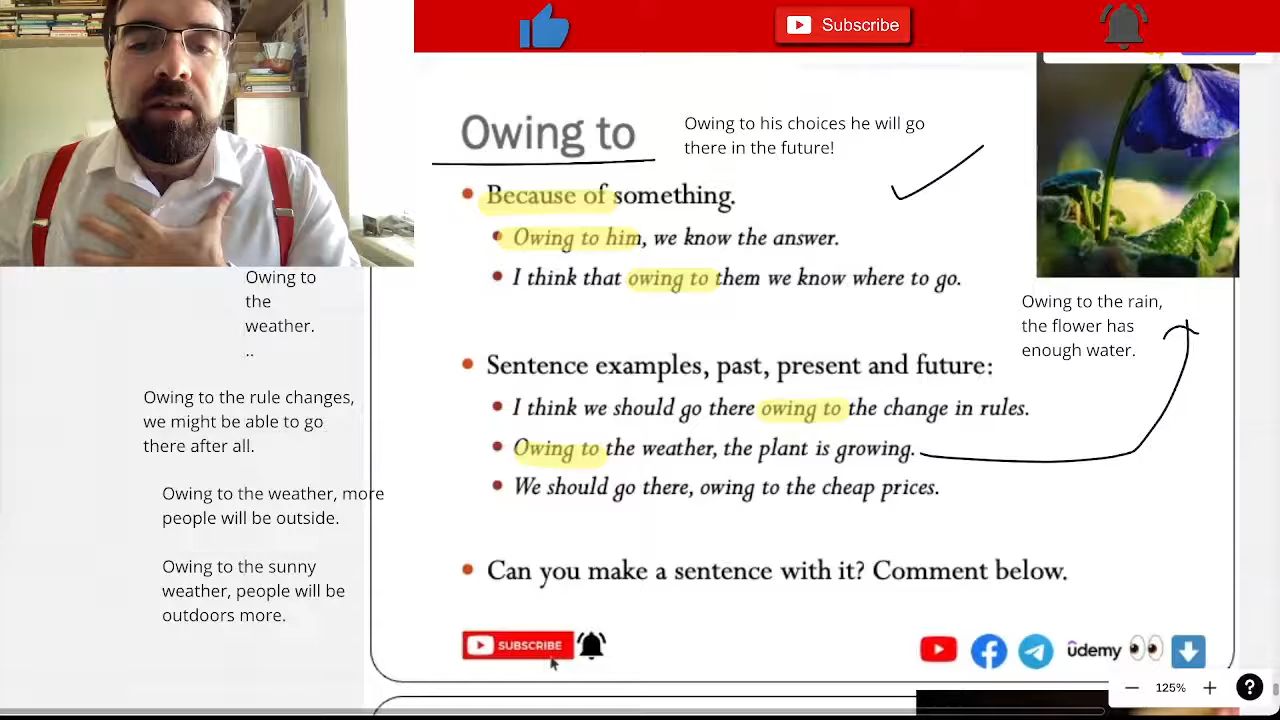 Subscribe
Owing to
Owing to his choices he will go
there in the future!
Because of something.
Owing to him, we know the answer.
I think that owing to them we know where to go.
Owing to the rain,
the flower has
enough water.
Sentence examples, past, present and future:
I think we should go there owing to the change in rules.
Owing to the weather, the plant is growing.
We should go there, owing to the cheap prices.
Can you make a sentence with it? Comment below.
Owing to
the
weather.
..
Owing to the rule changes,
we might be able to go
there after all.
Owing to the weather, more
people will be outside.
Owing to the sunny
weather, people will be
outdoors more.
SUBSCRIBE
ûdemy
125%
?